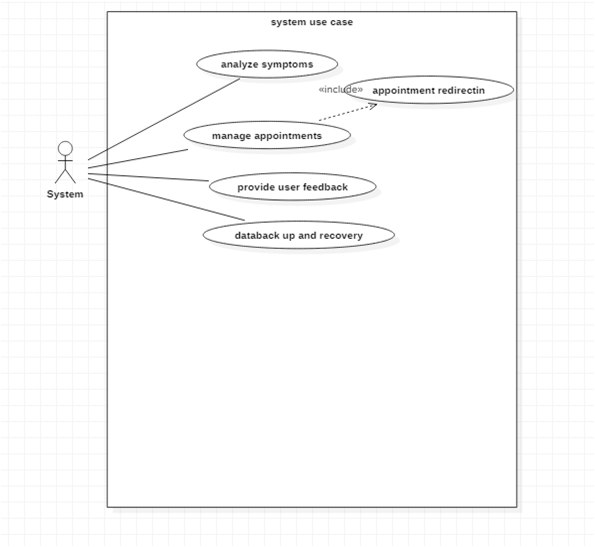 system use case
analyze symptoms
«include»
appointment redirectin
manage appointments
provide user feedback
System
databack up and recovery